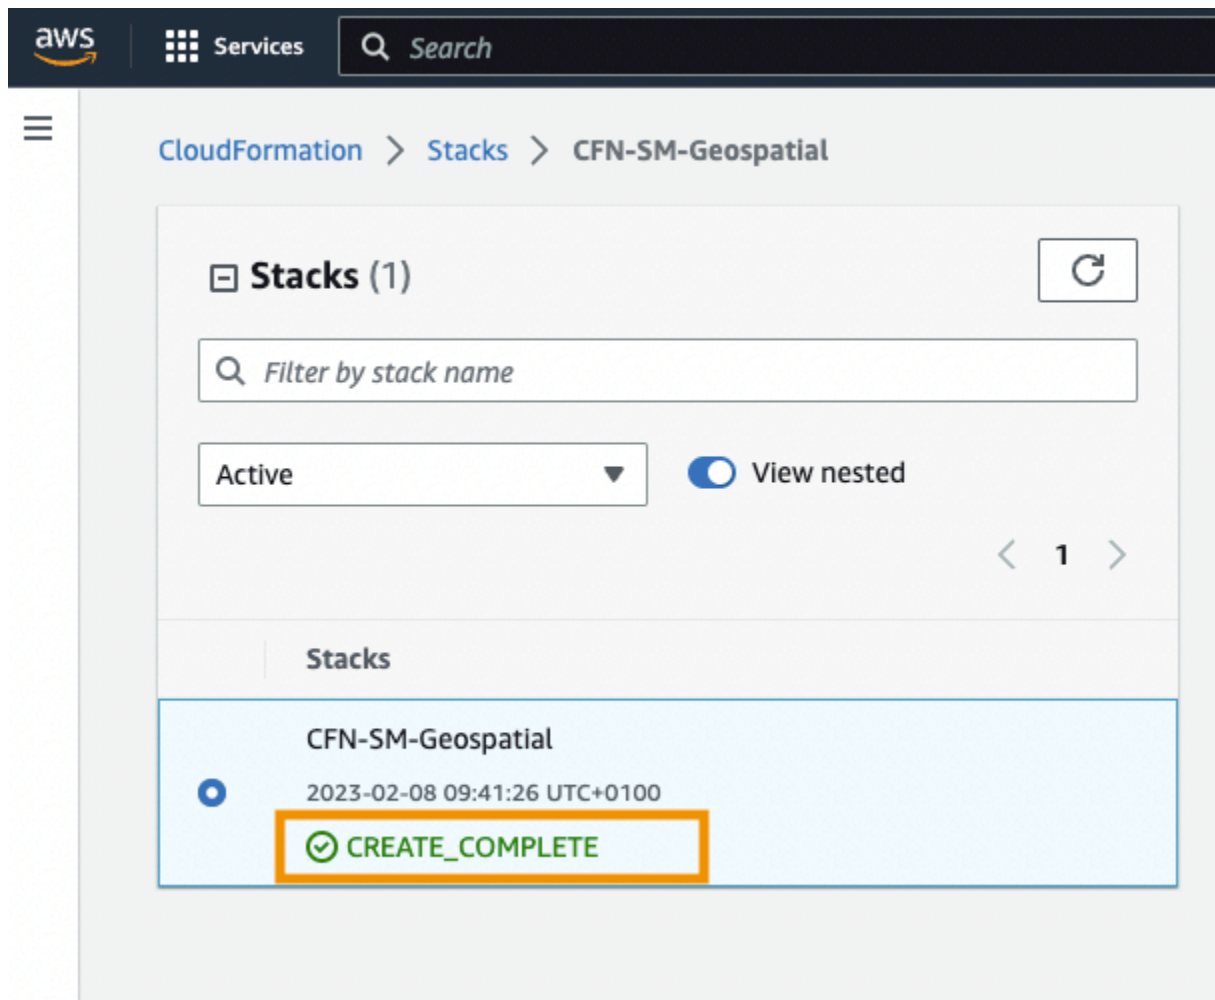 aws Services Search
CloudFormation > Stacks > CFN-SM-Geospatial
Stacks (1)
Filter by stack name
Active View nested
1
Stacks
CFN-SM-Geospatial
2023-02-08 09:41:26 UTC+0100
CREATE_COMPLETE